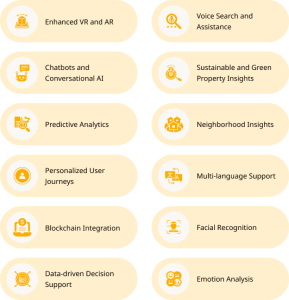 Enhanced VR and AR
Voice Search and
Assistance
Chatbots and
Conversational AI
Sustainable and Green
Property Insights
Predictive Analytics
Neighborhood Insights
Personalized User
Journeys
Multi-language Support
Blockchain Integration
Facial Recognition
Data-driven Decision
Support
Emotion Analysis